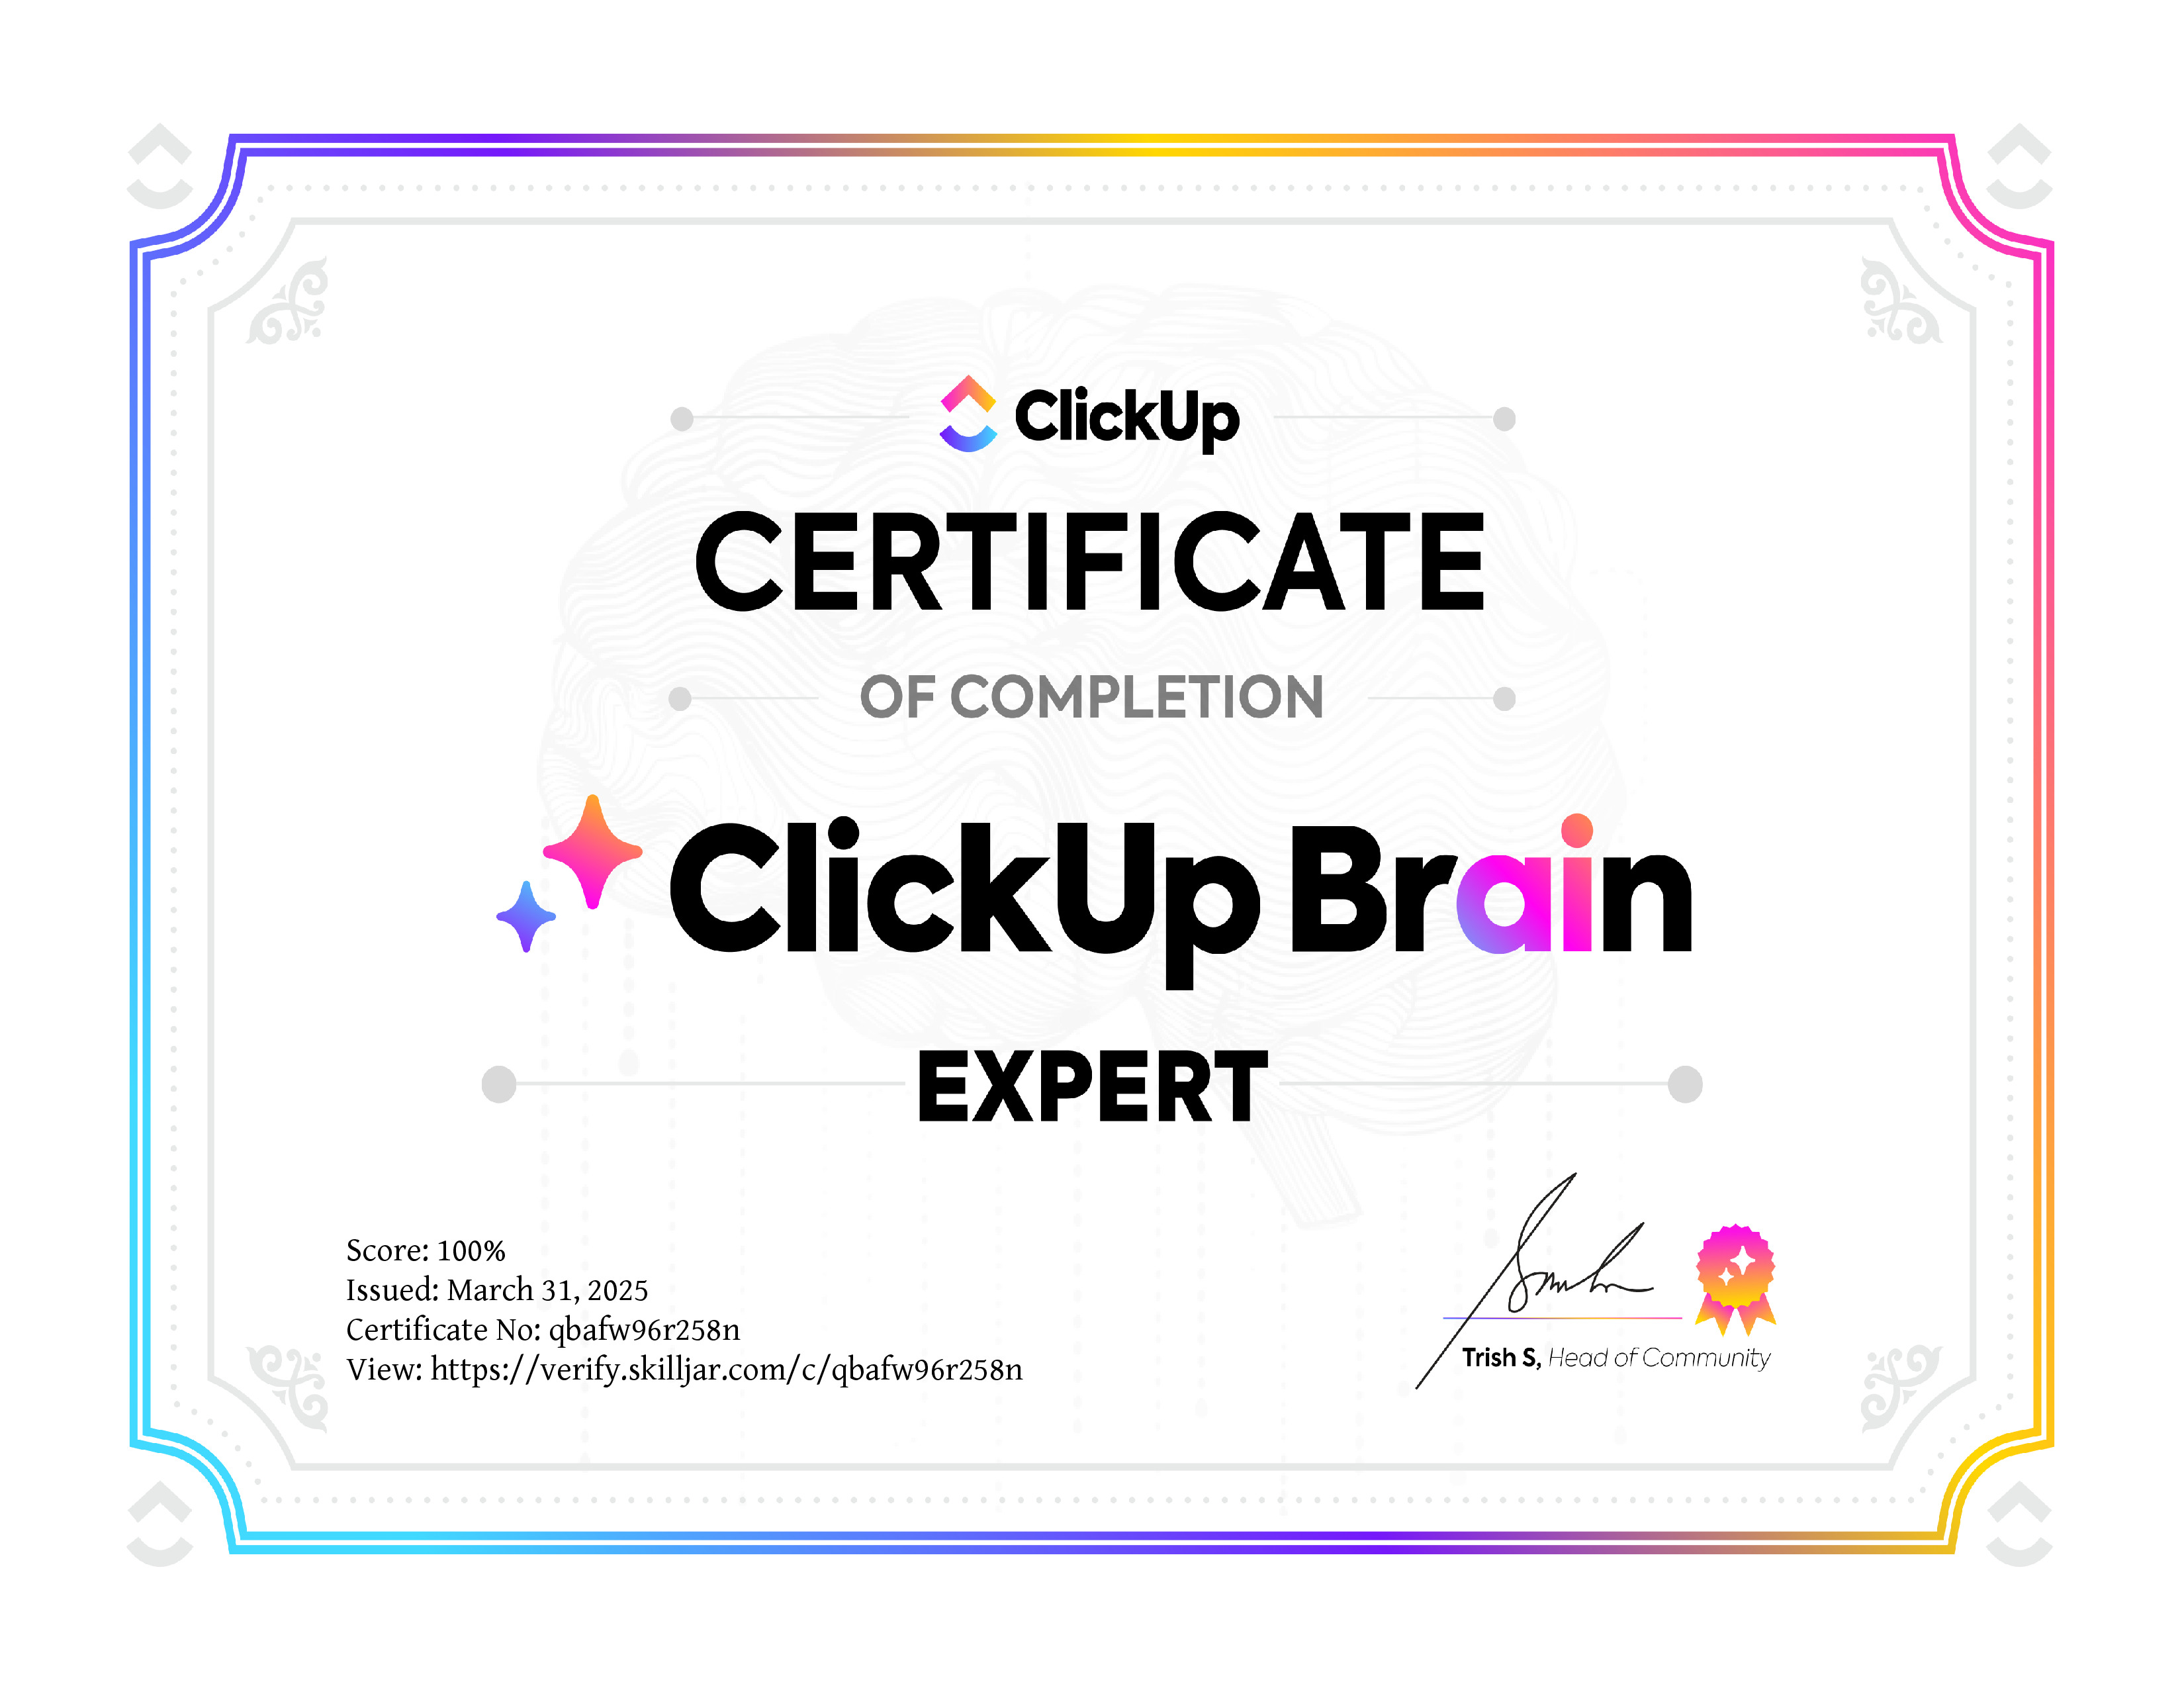 ClickUp
CERTIFICATE
OF COMPLETION
ClickUp Brain
EXPERT
Score: 100%
Issued: March 31, 2025
Certificate No: qbafw96r258n
View: https://verify.skilljar.com/c/qbafw96r258n
Trish S, Head of Community